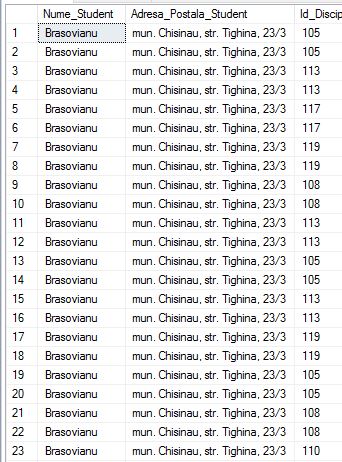 Nume_Student Adresa_Postala_Student Id_Discip
1 Brasovianu mun. Chisinau, str. Tighina, 23/3 105
2 Brasovianu mun. Chisinau, str. Tighina, 23/3 105
3 Brasovianu mun. Chisinau, str. Tighina, 23/3 113
4 Brasovianu mun. Chisinau, str. Tighina, 23/3 113
5 Brasovianu mun. Chisinau, str. Tighina, 23/3 117
6 Brasovianu mun. Chisinau, str. Tighina, 23/3 117
7 Brasovianu mun. Chisinau, str. Tighina, 23/3 119
8 Brasovianu mun. Chisinau, str. Tighina, 23/3 119
9 Brasovianu mun. Chisinau, str. Tighina, 23/3 108
10 Brasovianu mun. Chisinau, str. Tighina, 23/3 108
11 Brasovianu mun. Chisinau, str. Tighina, 23/3 113
12 Brasovianu mun. Chisinau, str. Tighina, 23/3 113
13 Brasovianu mun. Chisinau, str. Tighina, 23/3 105
14 Brasovianu mun. Chisinau, str. Tighina, 23/3 105
15 Brasovianu mun. Chisinau, str. Tighina, 23/3 113
16 Brasovianu mun. Chisinau, str. Tighina, 23/3 113
17 Brasovianu mun. Chisinau, str. Tighina, 23/3 119
18 Brasovianu mun. Chisinau, str. Tighina, 23/3 119
19 Brasovianu mun. Chisinau, str. Tighina, 23/3 105
20 Brasovianu mun. Chisinau, str. Tighina, 23/3 105
21 Brasovianu mun. Chisinau, str. Tighina, 23/3 108
22 Brasovianu mun. Chisinau, str. Tighina, 23/3 108
23 Brasovianu mun. Chisinau, str. Tighina, 23/3 110